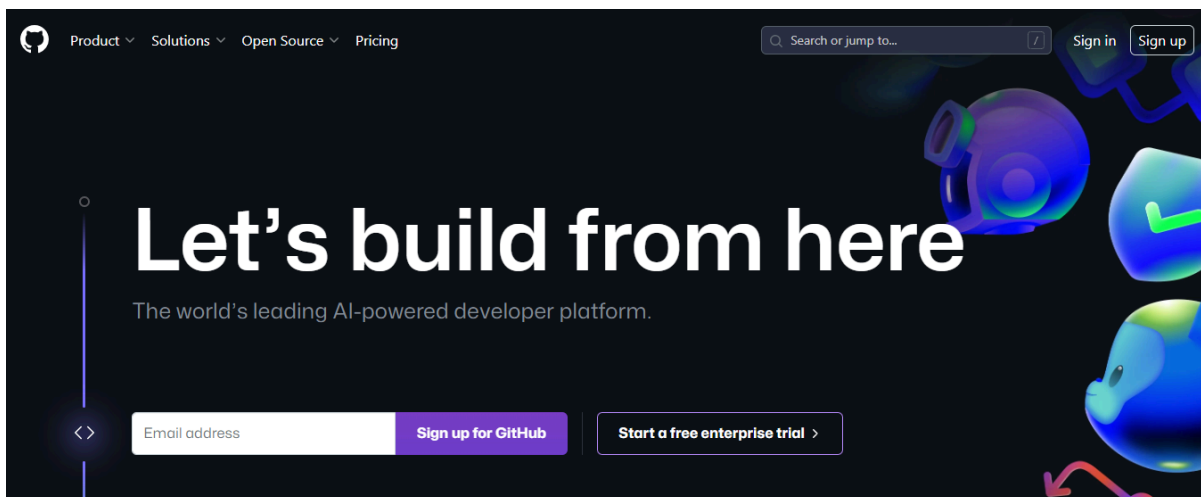 Product Solutions Open Source Pricing Search or jump to... / Sign in Sign up
Let’s build from here
The world’s leading AI-powered developer platform.
Email address Sign up for GitHub Start a free enterprise trial